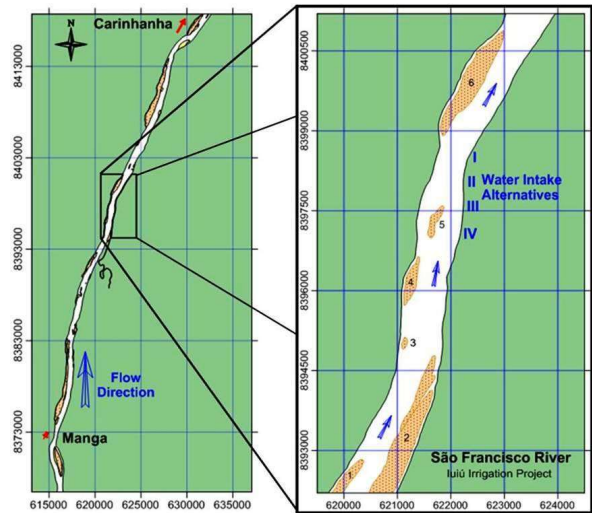 N
Carinhanha
8413000
8403000
8393000
8383000
8373000
Flow
Direction
Manga
615000 620000 625000 630000 635000
8400500
8399000
8397500
8396000
8394500
8393000
6
I
II
Water Intake
Alternatives
III
IV
5
4
3
2
1
São Francisco River
Iuiú Irrigation Project
620000 621000 622000 623000 624000